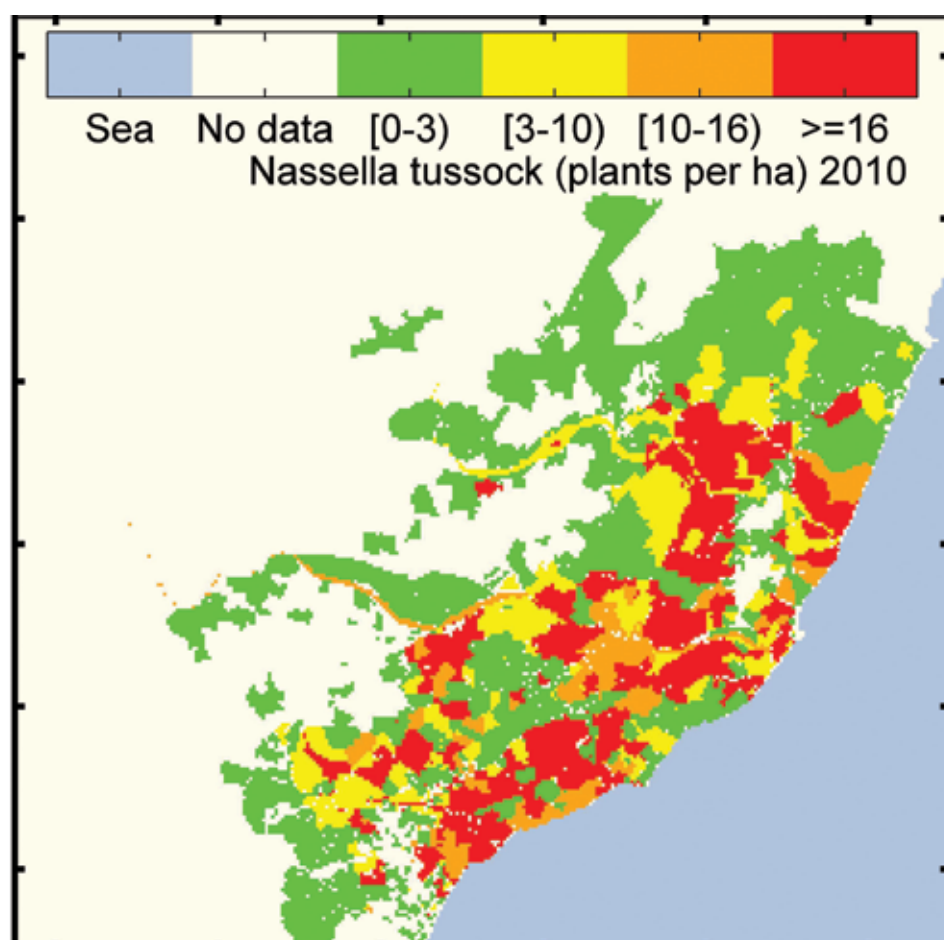 Sea No data [0-3) [3-10) [10-16) >=16
Nassella tussock (plants per ha) 2010